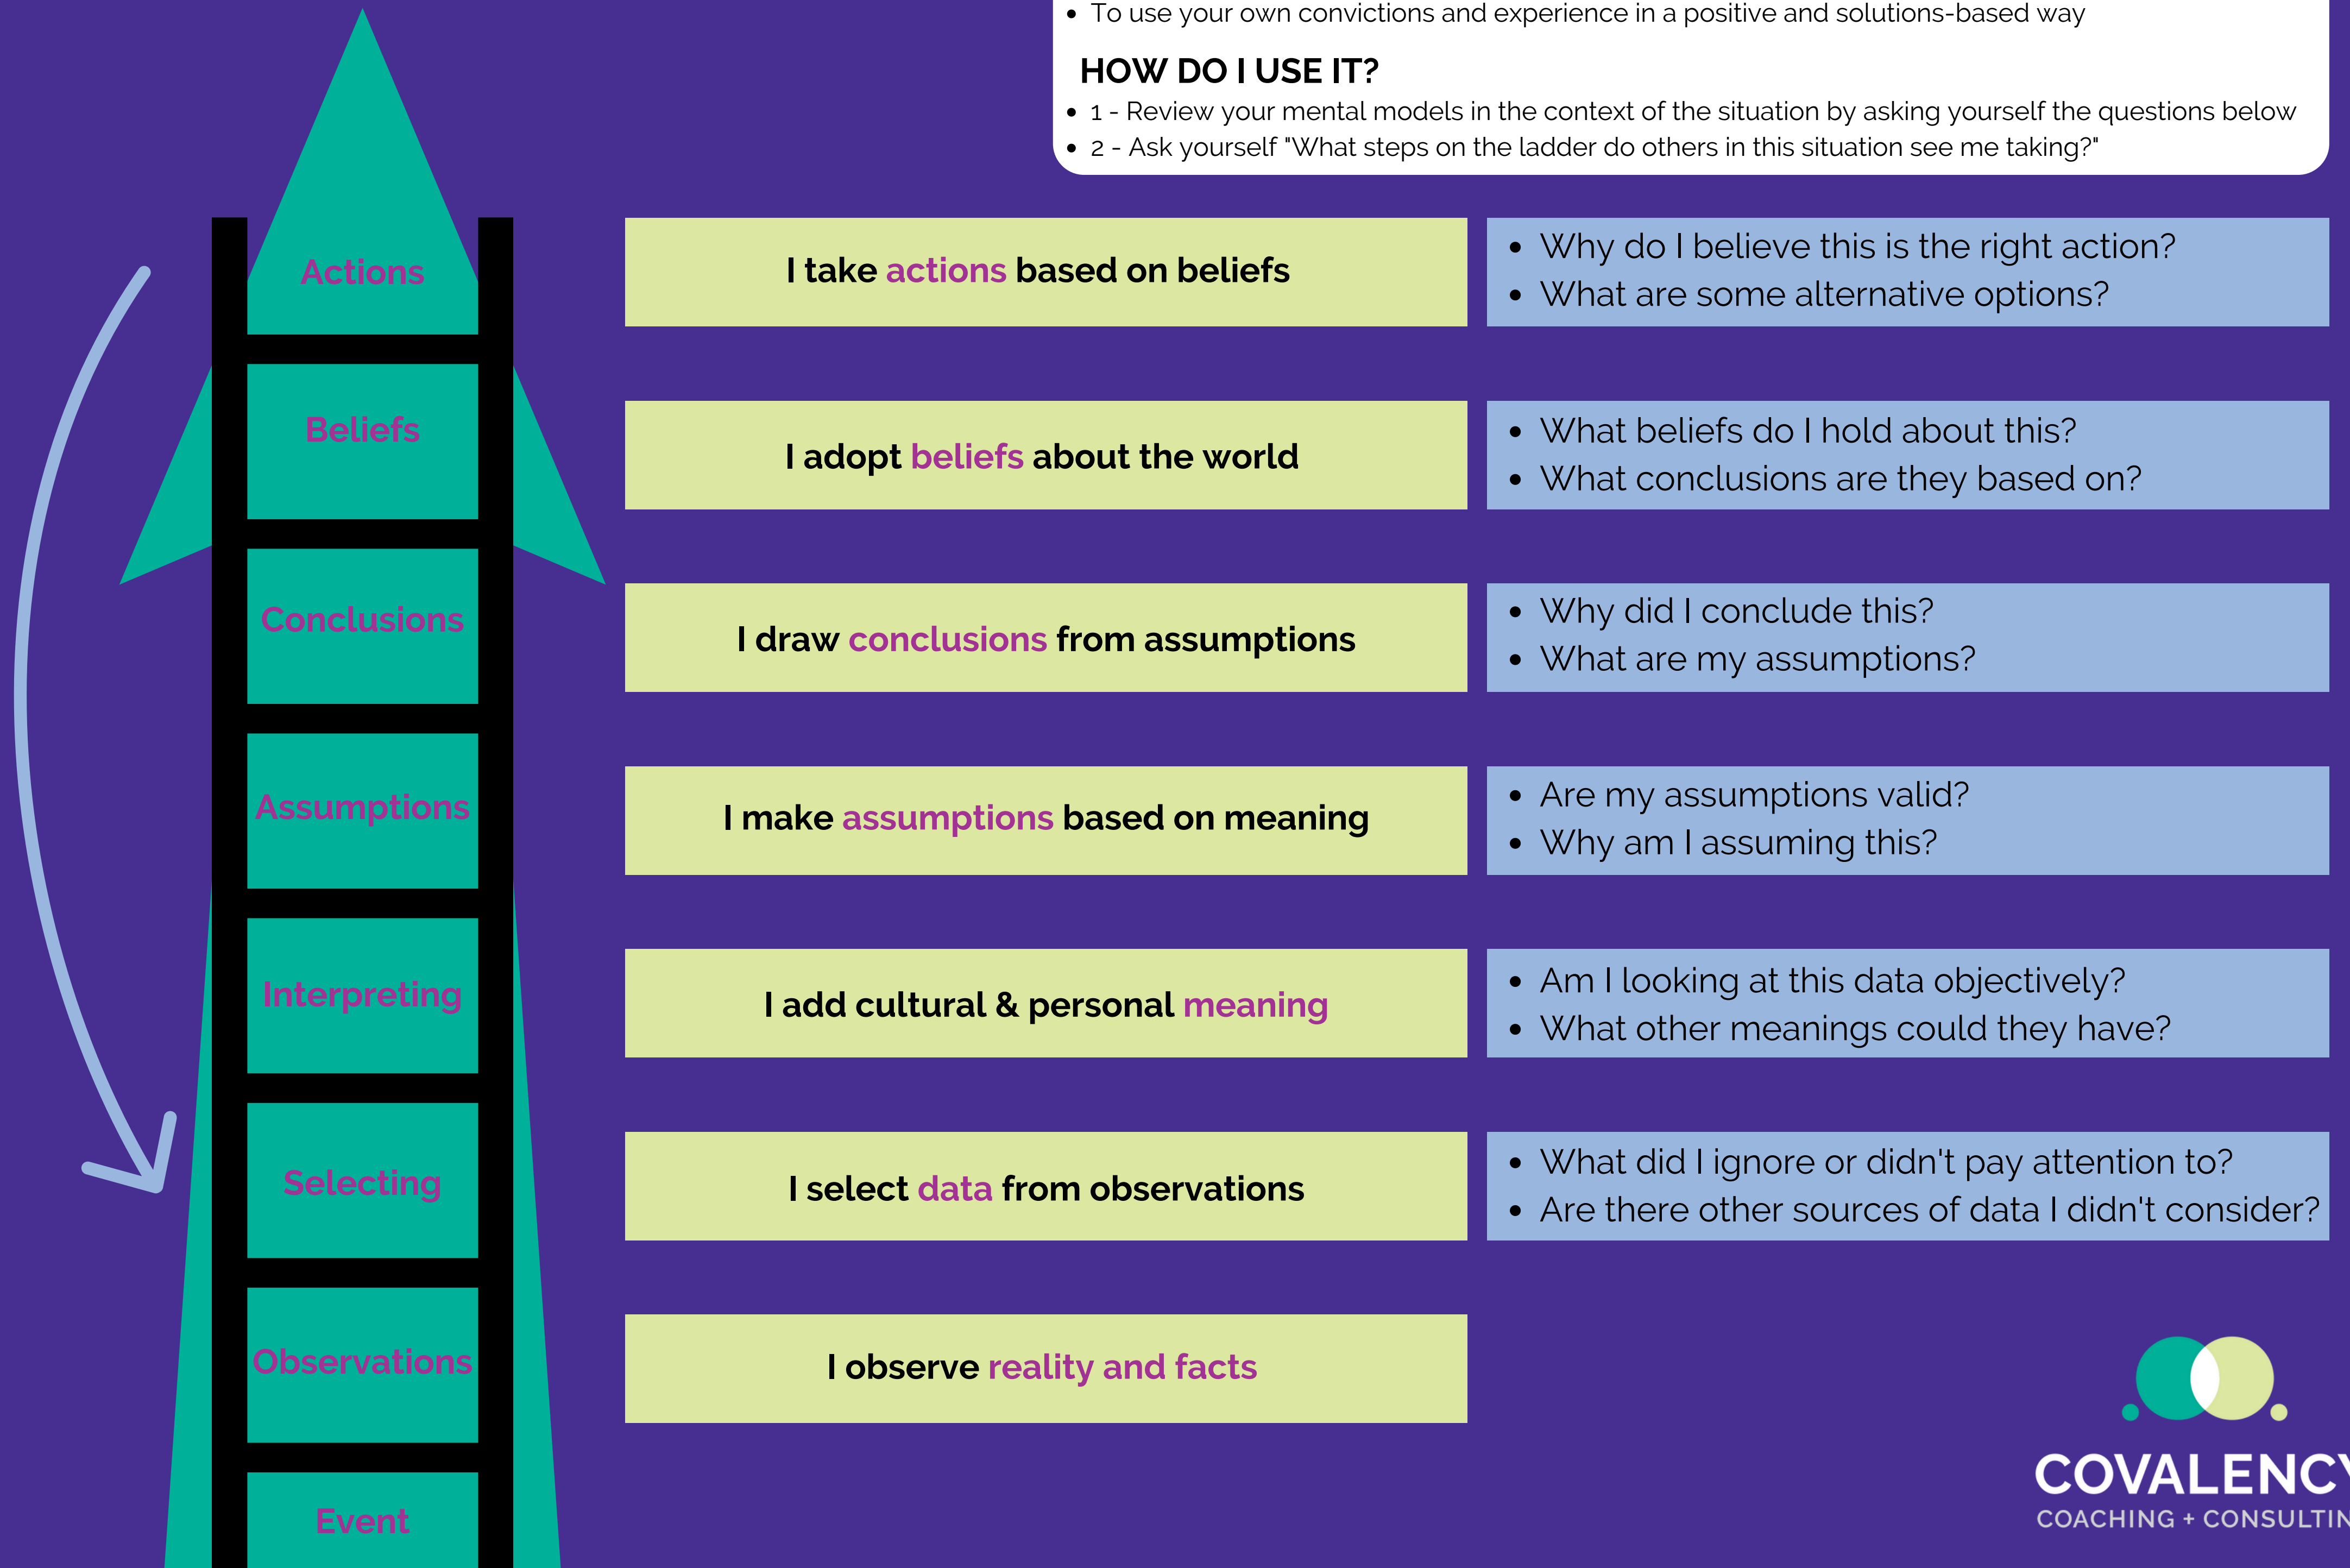 • To use your own convictions and experience in a positive and solutions-based way
HOW DO I USE IT?
• 1 - Review your mental models in the context of the situation by asking yourself the questions below
• 2 - Ask yourself "What steps on the ladder do others in this situation see me taking?"
Actions
I take actions based on beliefs
• Why do I believe this is the right action?
• What are some alternative options?
Beliefs
I adopt beliefs about the world
• What beliefs do I hold about this?
• What conclusions are they based on?
Conclusions
I draw conclusions from assumptions
• Why did I conclude this?
• What are my assumptions?
Assumptions
I make assumptions based on meaning
• Are my assumptions valid?
• Why am I assuming this?
Interpreting
I add cultural & personal meaning
• Am I looking at this data objectively?
• What other meanings could they have?
Selecting
I select data from observations
• What did I ignore or didn't pay attention to?
• Are there other sources of data I didn't consider?
Observations
I observe reality and facts
Event
COVALENCY
COACHING + CONSULTIN